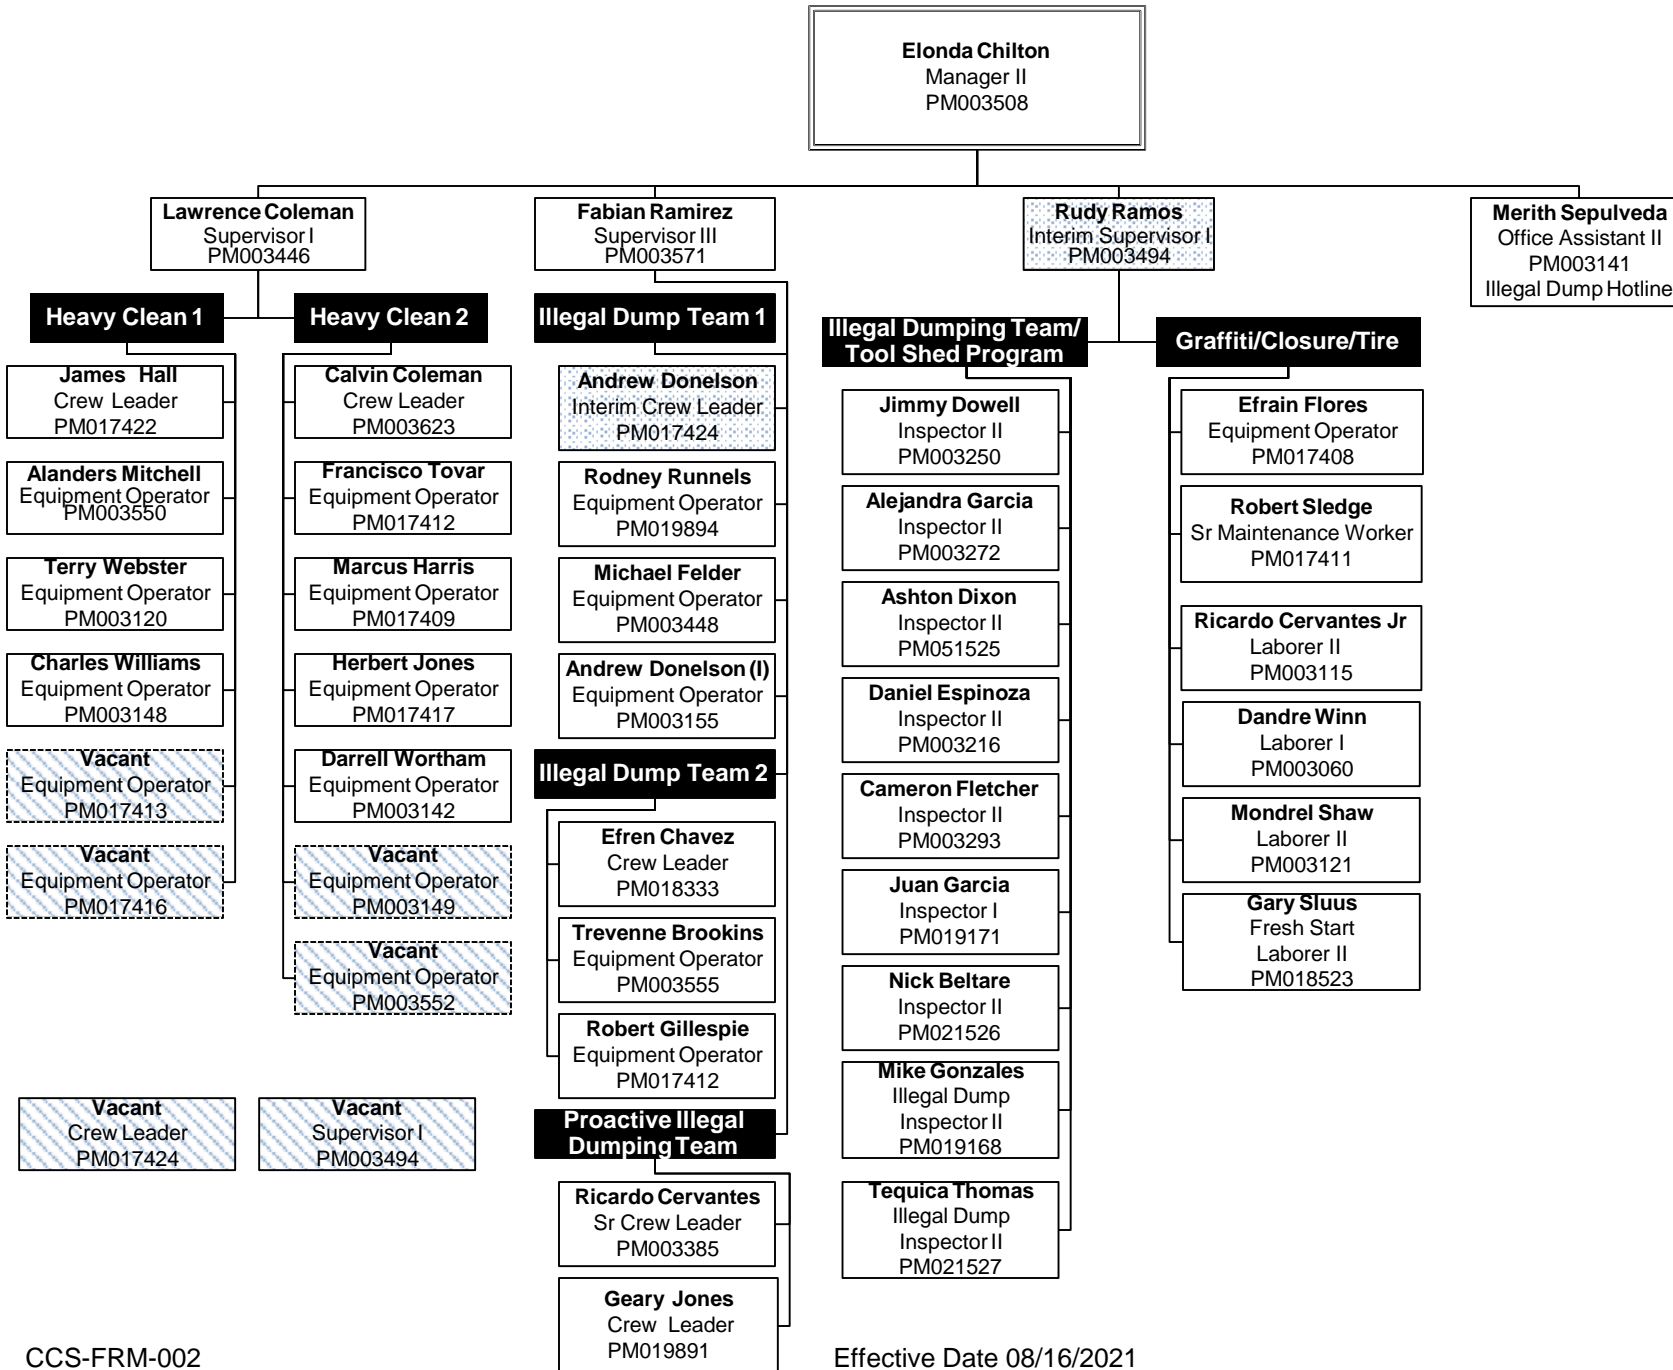 Elonda Chilton
Manager II
PM003508
Lawrence Coleman
Supervisor I
PM003446
Fabian Ramirez
Supervisor III
PM003571
Rudy Ramos
Interim Supervisor I
PM003494
Merith Sepulveda
Office Assistant II
PM003141
Illegal Dump Hotline
Heavy Clean 1
James Hall
Crew Leader
PM017422
Alanders Mitchell
Equipment Operator
PM003550
Terry Webster
Equipment Operator
PM003120
Charles Williams
Equipment Operator
PM003148
Vacant
Equipment Operator
PM017413
Vacant
Equipment Operator
PM017416
Heavy Clean 2
Calvin Coleman
Crew Leader
PM003623
Francisco Tovar
Equipment Operator
PM017412
Marcus Harris
Equipment Operator
PM017409
Herbert Jones
Equipment Operator
PM017417
Darrell Wortham
Equipment Operator
PM003142
Vacant
Equipment Operator
PM003149
Vacant
Equipment Operator
PM003552
Vacant
Crew Leader
PM017424
Vacant
Supervisor I
PM003494
Illegal Dump Team 1
Andrew Donelson
Interim Crew Leader
PM017424
Rodney Runnels
Equipment Operator
PM019894
Michael Felder
Equipment Operator
PM003448
Andrew Donelson (I)
Equipment Operator
PM003155
Illegal Dump Team 2
Efren Chavez
Crew Leader
PM018333
Trevenne Brookins
Equipment Operator
PM003555
Robert Gillespie
Equipment Operator
PM017412
Proactive Illegal
Dumping Team
Ricardo Cervantes
Sr Crew Leader
PM003385
Geary Jones
Crew Leader
PM019891
Illegal Dumping Team/
Tool Shed Program
Jimmy Dowell
Inspector II
PM003250
Alejandra Garcia
Inspector II
PM003272
Ashton Dixon
Inspector II
PM051525
Daniel Espinoza
Inspector II
PM003216
Cameron Fletcher
Inspector II
PM003293
Juan Garcia
Inspector I
PM019171
Nick Beltare
Inspector II
PM021526
Mike Gonzales
Illegal Dump
Inspector II
PM019168
Tequica Thomas
Illegal Dump
Inspector II
PM021527
Graffiti/Closure/Tire
Efrain Flores
Equipment Operator
PM017408
Robert Sledge
Sr Maintenance Worker
PM017411
Ricardo Cervantes Jr
Laborer II
PM003115
Dandre Winn
Laborer I
PM003060
Mondrel Shaw
Laborer II
PM003121
Gary Sluus
Fresh Start
Laborer II
PM018523
CCS-FRM-002
Effective Date 08/16/2021